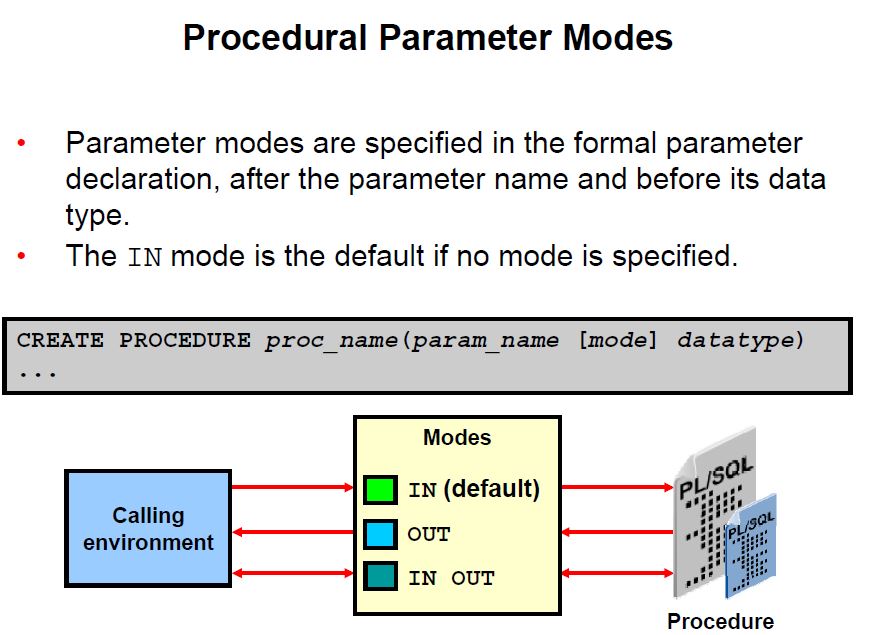 Procedural Parameter Modes
• Parameter modes are specified in the formal parameter
declaration, after the parameter name and before its data
type.
• The IN mode is the default if no mode is specified.
CREATE PROCEDURE proc_name(param_name [mode] datatype)
...
Modes
IN (default)
OUT
IN OUT
Calling
environment
PL/SQL
PL/SQL
Procedure